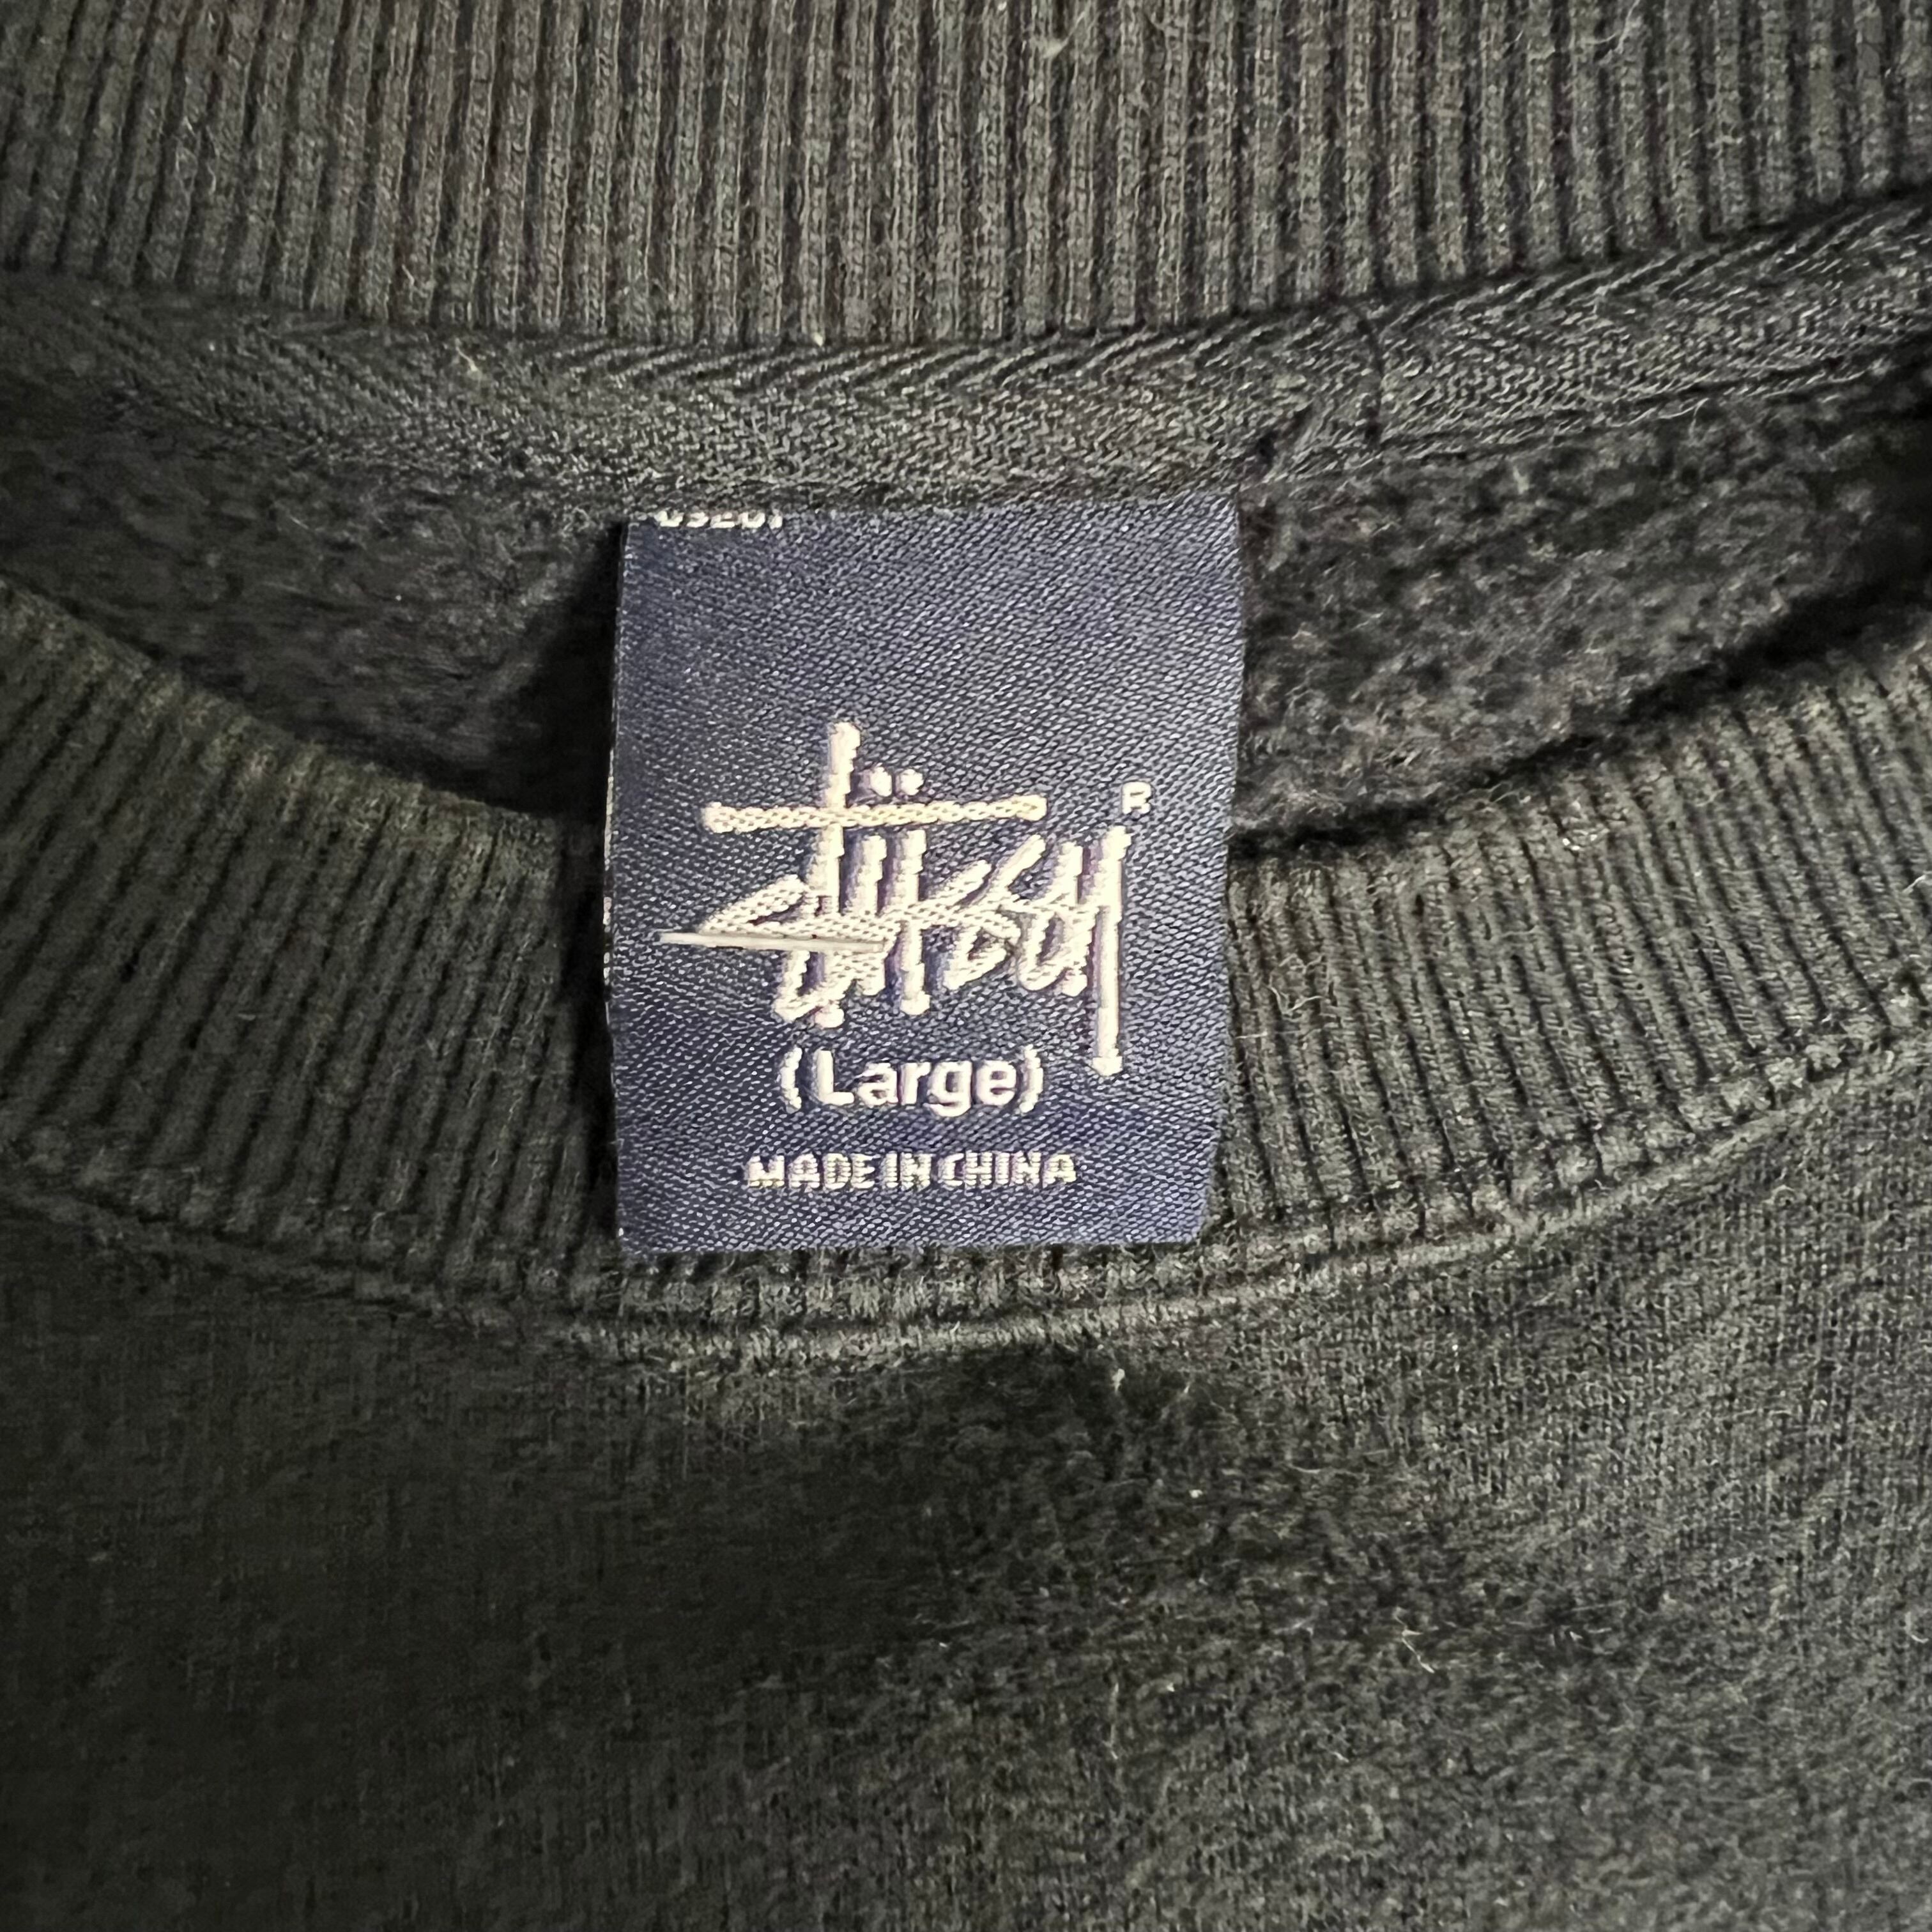 Stüssy
R
(Large)
MADE IN CHINA